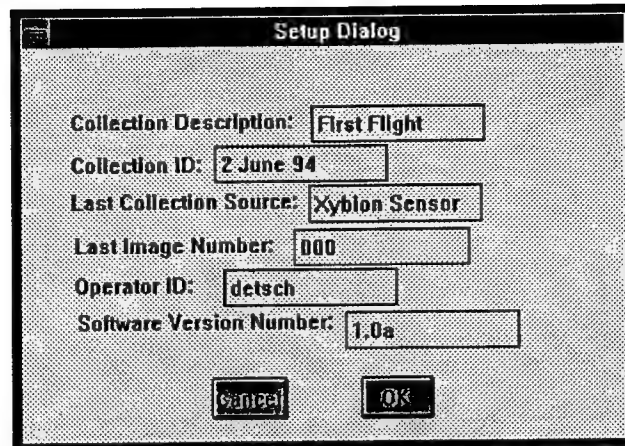 Setup Dialog
Collection Description: First Flight
Collection ID: 2 June 94
Last Collection Source: Xybion Sensor
Last Image Number: 000
Operator ID: detsch
Software Version Number: 1.0a
Cancel OK